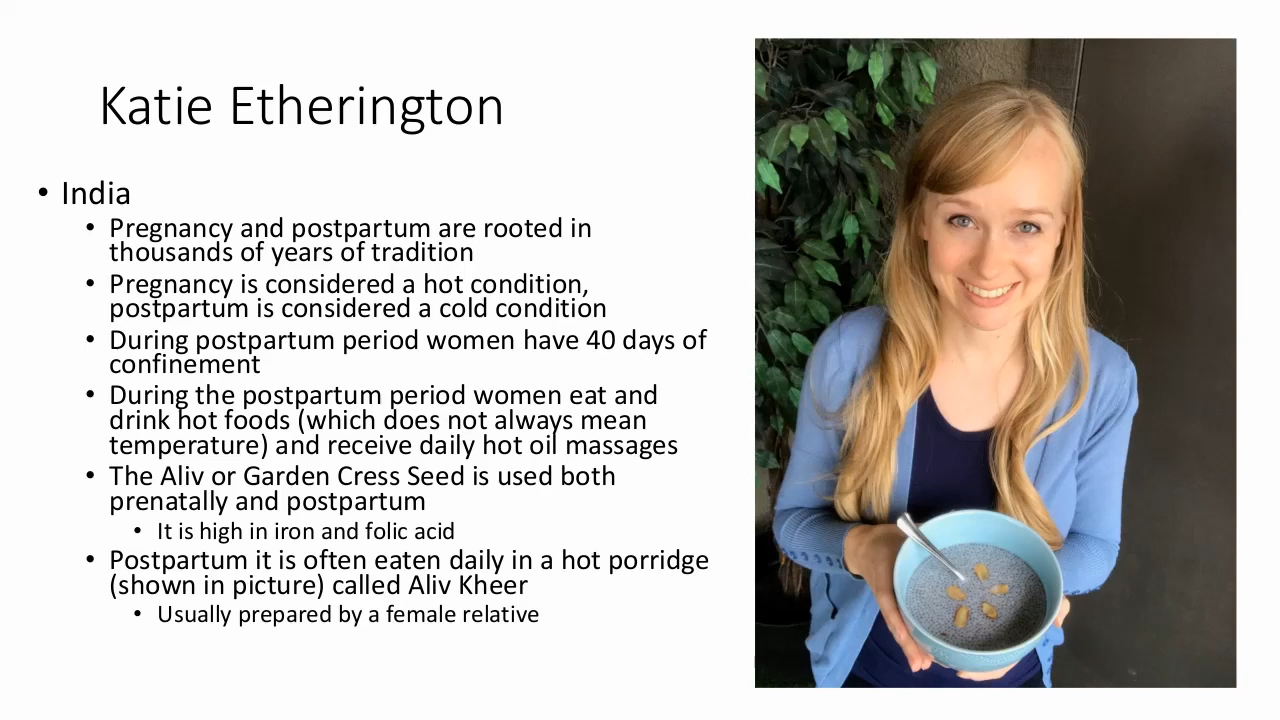 Katie Etherington
• India
• Pregnancy and postpartum are rooted in
thousands of years of tradition
• Pregnancy is considered a hot condition,
postpartum is considered a cold condition
• During postpartum period women have 40 days of
confinement
• During the postpartum period women eat and
drink hot foods (which does not always mean
temperature) and receive daily hot oil massages
• The Aliv or Garden Cress Seed is used both
prenatally and postpartum
• It is high in iron and folic acid
• Postpartum it is often eaten daily in a hot porridge
(shown in picture) called Aliv Kheer
• Usually prepared by a female relative